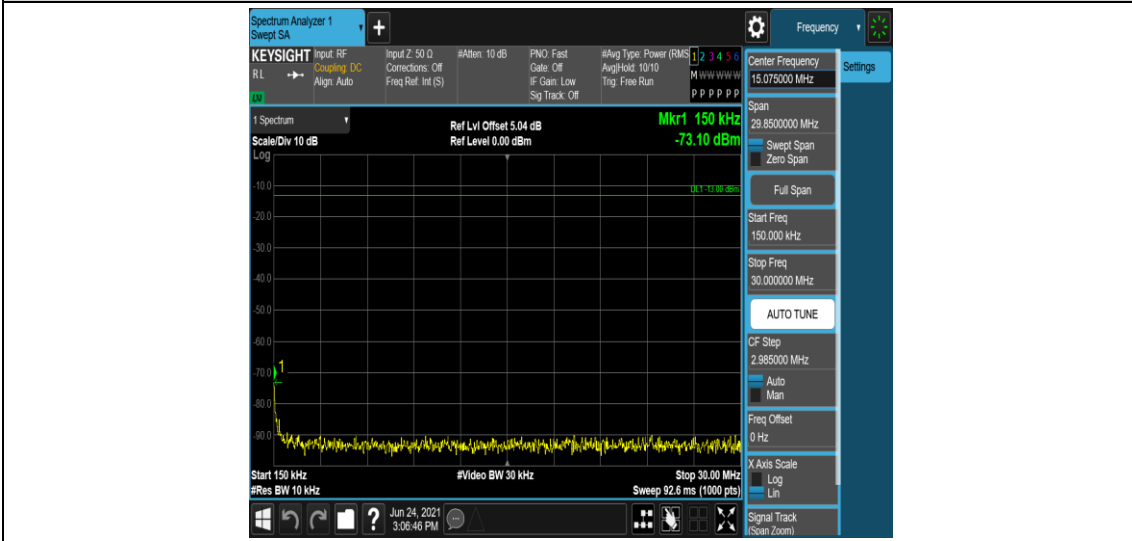 Spectrum Analyzer 1
Swept SA
+
Frequency
KEYSIGHT
RL
LXI
Input: RF
Coupling: DC
Align: Auto
Input Z: 50 Ω
Corrections: Off
Freq Ref: Int (S)
#Atten: 10 dB
PNO: Fast
Gate: Off
IF Gain: Low
Sig Track: Off
#Avg Type: Power (RMS
Avg|Hold: 10/10
Trig: Free Run
1 2 3 4 5 6
M W W W W W
P P P P P P
1 Spectrum
Scale/Div 10 dB
Log
Ref Lvl Offset 5.04 dB
Ref Level 0.00 dBm
Mkr1 150 kHz
-73.10 dBm
DL1 -13.00 dBm
-10.0
-20.0
-30.0
-40.0
-50.0
-60.0
-70.0
-80.0
-90.0
1
Start 150 kHz
#Res BW 10 kHz
#Video BW 30 kHz
Stop 30.00 MHz
Sweep 92.6 ms (1000 pts)
?
Jun 24, 2021
3:06:46 PM
Center Frequency
15.075000 MHz
Span
29.8500000 MHz
Swept Span
Zero Span
Full Span
Start Freq
150.000 kHz
Stop Freq
30.000000 MHz
AUTO TUNE
CF Step
2.985000 MHz
Auto
Man
Freq Offset
0 Hz
X Axis Scale
Log
Lin
Signal Track
(Span Zoom)
Settings